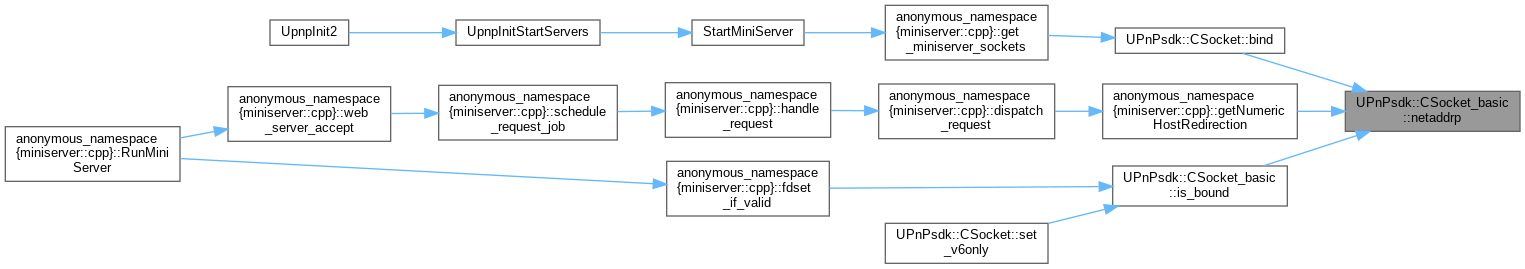 UpnpInit2
UpnpInitStartServers
StartMiniServer
anonymous_namespace
{miniserver::cpp}::get
_miniserver_sockets
UPnPsdk::CSocket::bind
anonymous_namespace
{miniserver::cpp}::RunMini
Server
anonymous_namespace
{miniserver::cpp}::web
_server_accept
anonymous_namespace
{miniserver::cpp}::schedule
_request_job
anonymous_namespace
{miniserver::cpp}::handle
_request
anonymous_namespace
{miniserver::cpp}::dispatch
_request
anonymous_namespace
{miniserver::cpp}::getNumeric
HostRedirection
UPnPsdk::CSocket_basic
::netaddrp
anonymous_namespace
{miniserver::cpp}::fdset
_if_valid
UPnPsdk::CSocket_basic
::is_bound
UPnPsdk::CSocket::set
_v6only